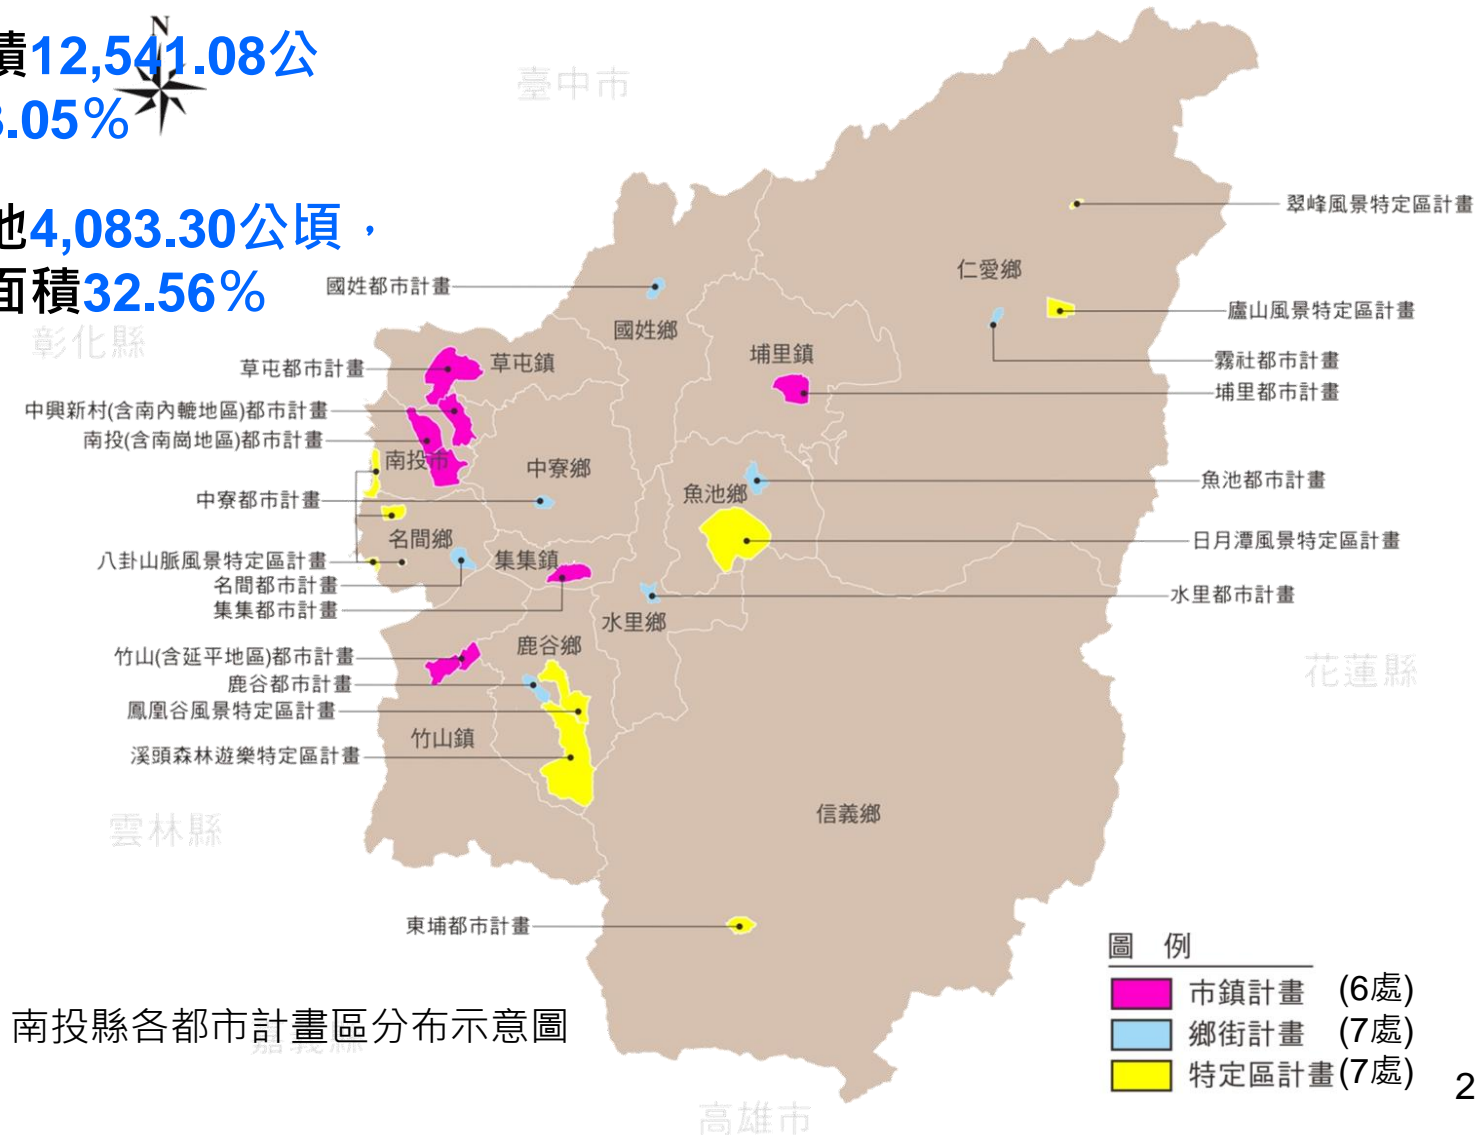 N
積12,541.08公
3.05%
地4,083.30公頃，
面積32.56%
臺中市
彰化縣
花蓮縣
雲林縣
嘉義縣
高雄市
國姓都市計畫
草屯都市計畫
中興新村(含南內轆地區)都市計畫
南投(含南崗地區)都市計畫
中寮都市計畫
八卦山脈風景特定區計畫
名間都市計畫
集集都市計畫
竹山(含延平地區)都市計畫
鹿谷都市計畫
鳳凰谷風景特定區計畫
溪頭森林遊樂特定區計畫
東埔都市計畫
翠峰風景特定區計畫
廬山風景特定區計畫
霧社都市計畫
埔里都市計畫
魚池都市計畫
日月潭風景特定區計畫
水里都市計畫
仁愛鄉
國姓鄉
埔里鎮
草屯鎮
南投市
中寮鄉
魚池鄉
名間鄉
集集鎮
水里鄉
鹿谷鄉
竹山鎮
信義鄉
圖 例
市鎮計畫 (6處)
鄉街計畫 (7處)
特定區計畫(7處)
南投縣各都市計畫區分布示意圖
2